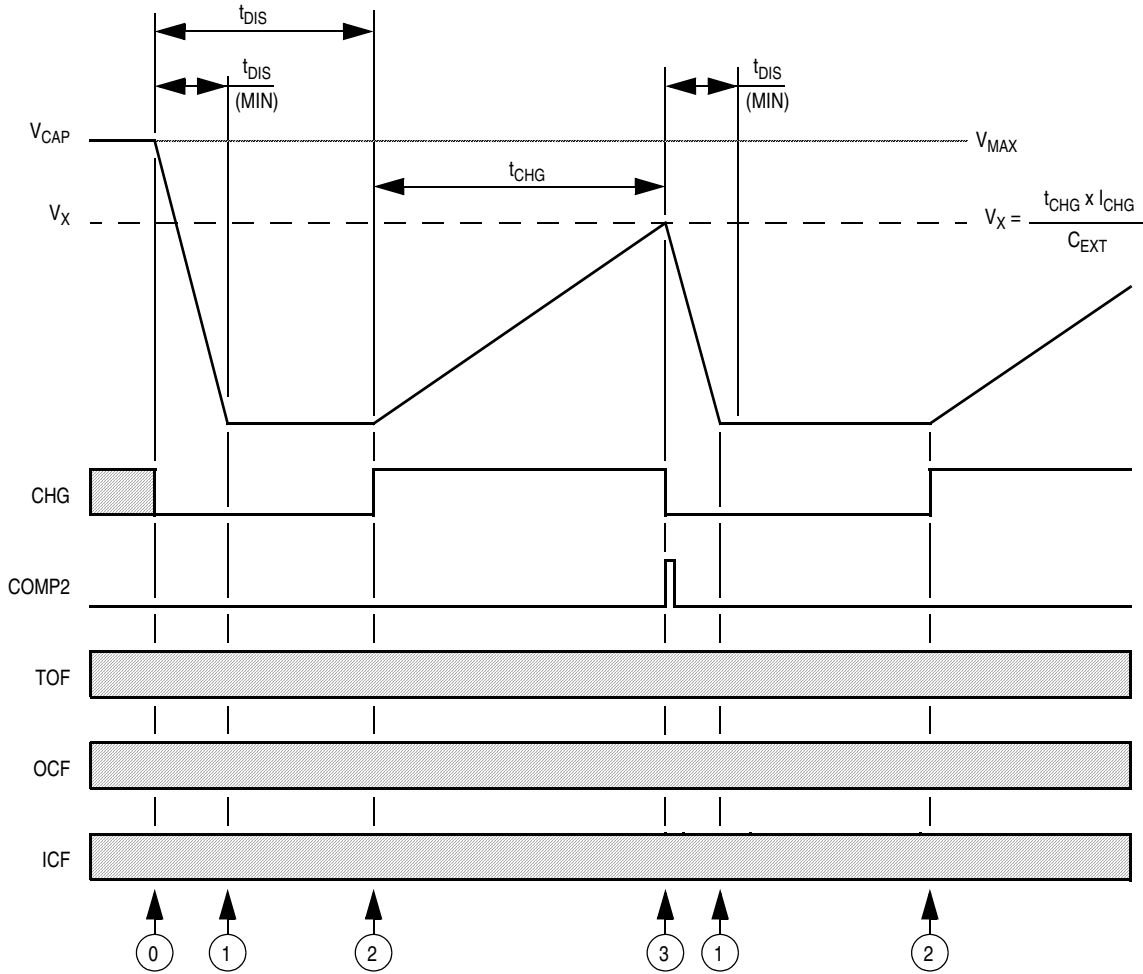 tDIS
tDIS
(MIN)
tDIS
(MIN)
VCAP
VMAX
tCHG
VX
VX = tCHG x ICHG
CEXT
CHG
COMP2
TOF
OCF
ICF
0 1 2 3 1 2